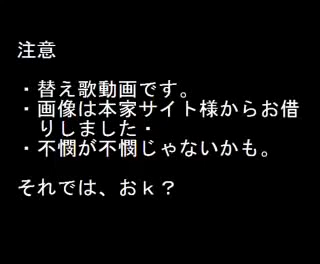 注意
・替え歌動画です。
・画像は本家サイト様からお借
りしました・
・不憫が不憫じゃないかも。
それでは、おｋ？